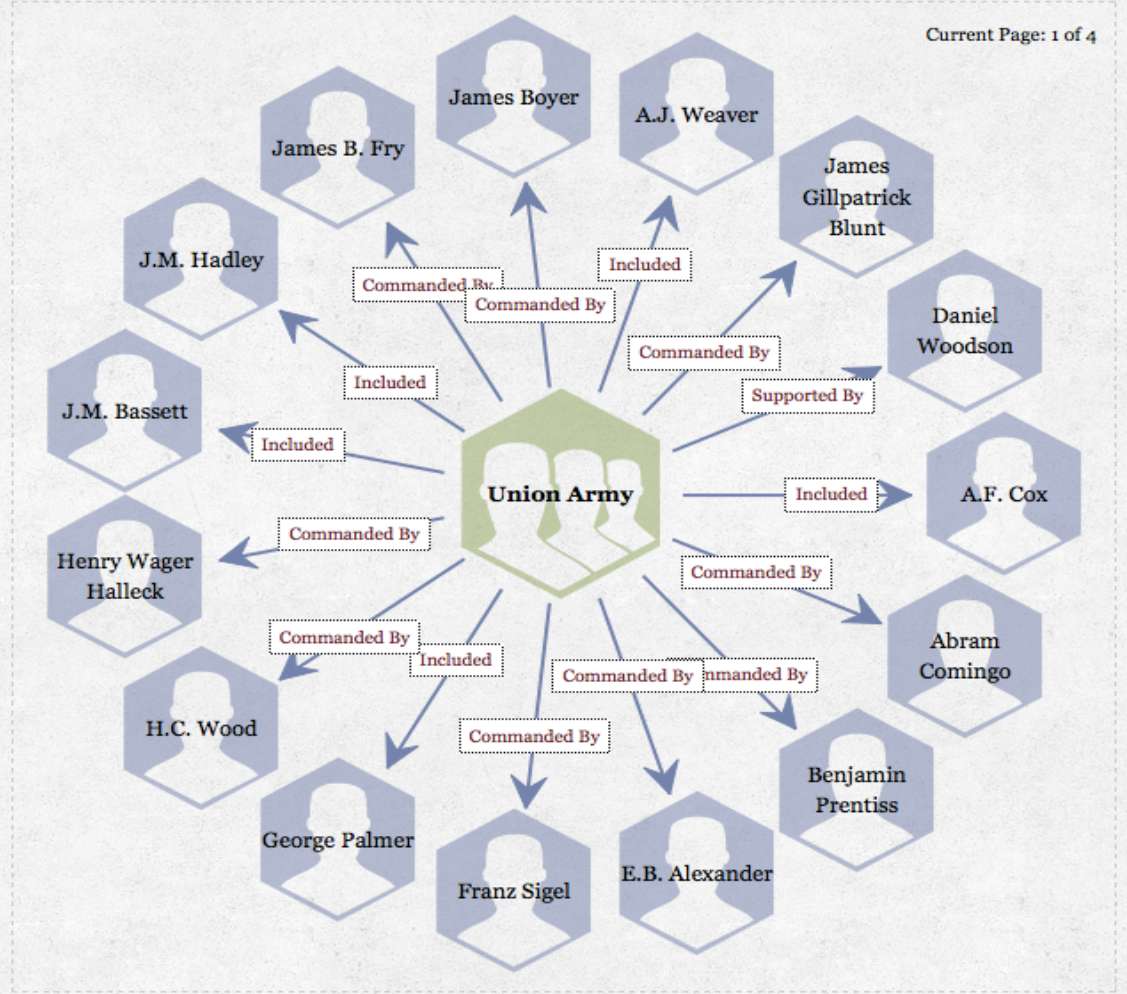 Current Page: 1 of 4
James Boyer
A.J. Weaver
James B. Fry
James
Gillpatrick
Blunt
J.M. Hadley
Daniel
Woodson
J.M. Bassett
A.F. Cox
Union Army
Henry Wager
Halleck
Abram
Comingo
H.C. Wood
Benjamin
Prentiss
George Palmer
E.B. Alexander
Franz Sigel
Commanded By
Commanded By
Included
Commanded By
Supported By
Included
Included
Included
Commanded By
Commanded By
Commanded By
Included
Commanded By
Commanded By
mmanded By